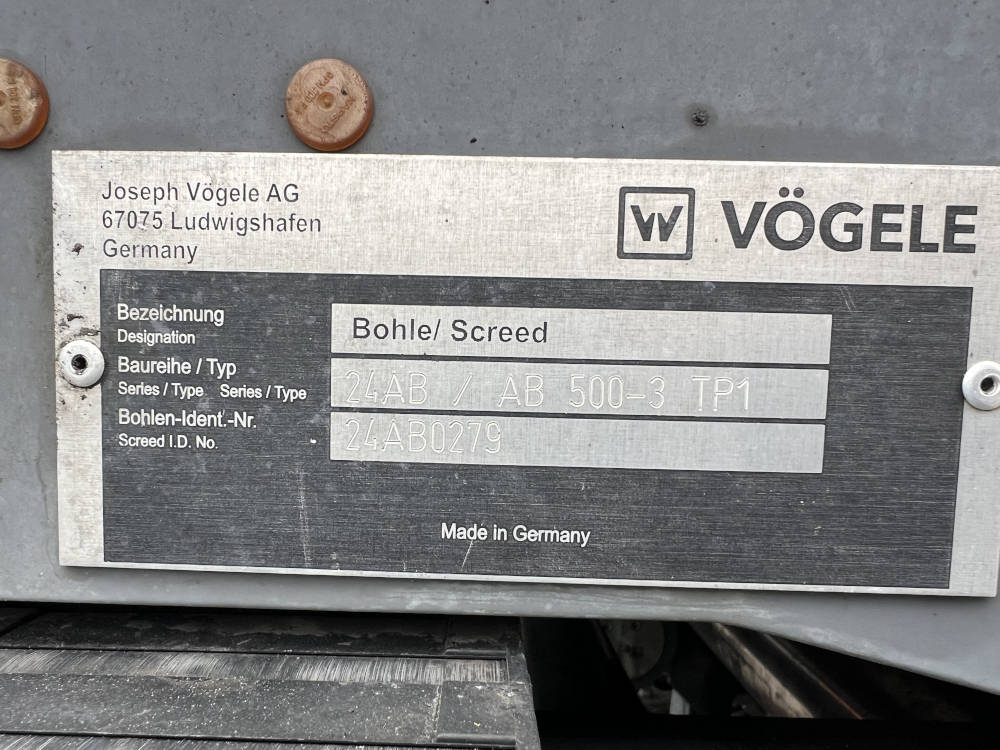 Joseph Vögele AG
67075 Ludwigshafen
Germany
VÖGELE
Bezeichnung
Designation
Bohle/ Screed
Baureihe / Typ
Series / Type Series / Type
24AB / AB 500-3 TP1
Bohlen-Ident.-Nr.
Screed I.D. No.
24AB0279
Made in Germany